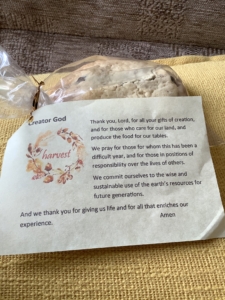 Creator God
Thank you, Lord, for all your gifts of creation,
and for those who care for our land, and
produce the food for our tables.
harvest
We pray for those for whom this has been a
difficult year, and for those in positions of
responsibility over the lives of others.
We commit ourselves to the wise and
sustainable use of the earth's resources for
future generations.
And we thank you for giving us life and for all that enriches our
experience.
Amen